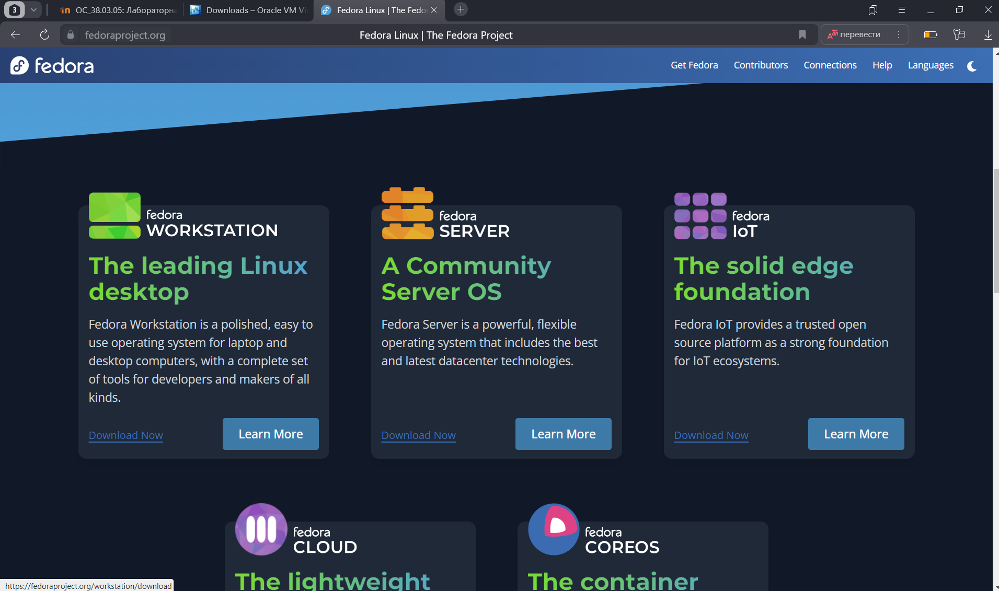 3
ОС_38.03.05: Лабораторна
Downloads – Oracle VM Vi
Fedora Linux | The Fedo
fedoraproject.org
Fedora Linux | The Fedora Project
перевести
fedora
Get Fedora
Contributors
Connections
Help
Languages
fedora
WORKSTATION
The leading Linux
desktop
Fedora Workstation is a polished, easy to
use operating system for laptop and
desktop computers, with a complete set
of tools for developers and makers of all
kinds.
Download Now
Learn More
fedora
SERVER
A Community
Server OS
Fedora Server is a powerful, flexible
operating system that includes the best
and latest datacenter technologies.
Download Now
Learn More
fedora
IoT
The solid edge
foundation
Fedora IoT provides a trusted open
source platform as a strong foundation
for IoT ecosystems.
Download Now
Learn More
fedora
CLOUD
The lightweight
fedora
COREOS
The container
https://fedoraproject.org/workstation/download